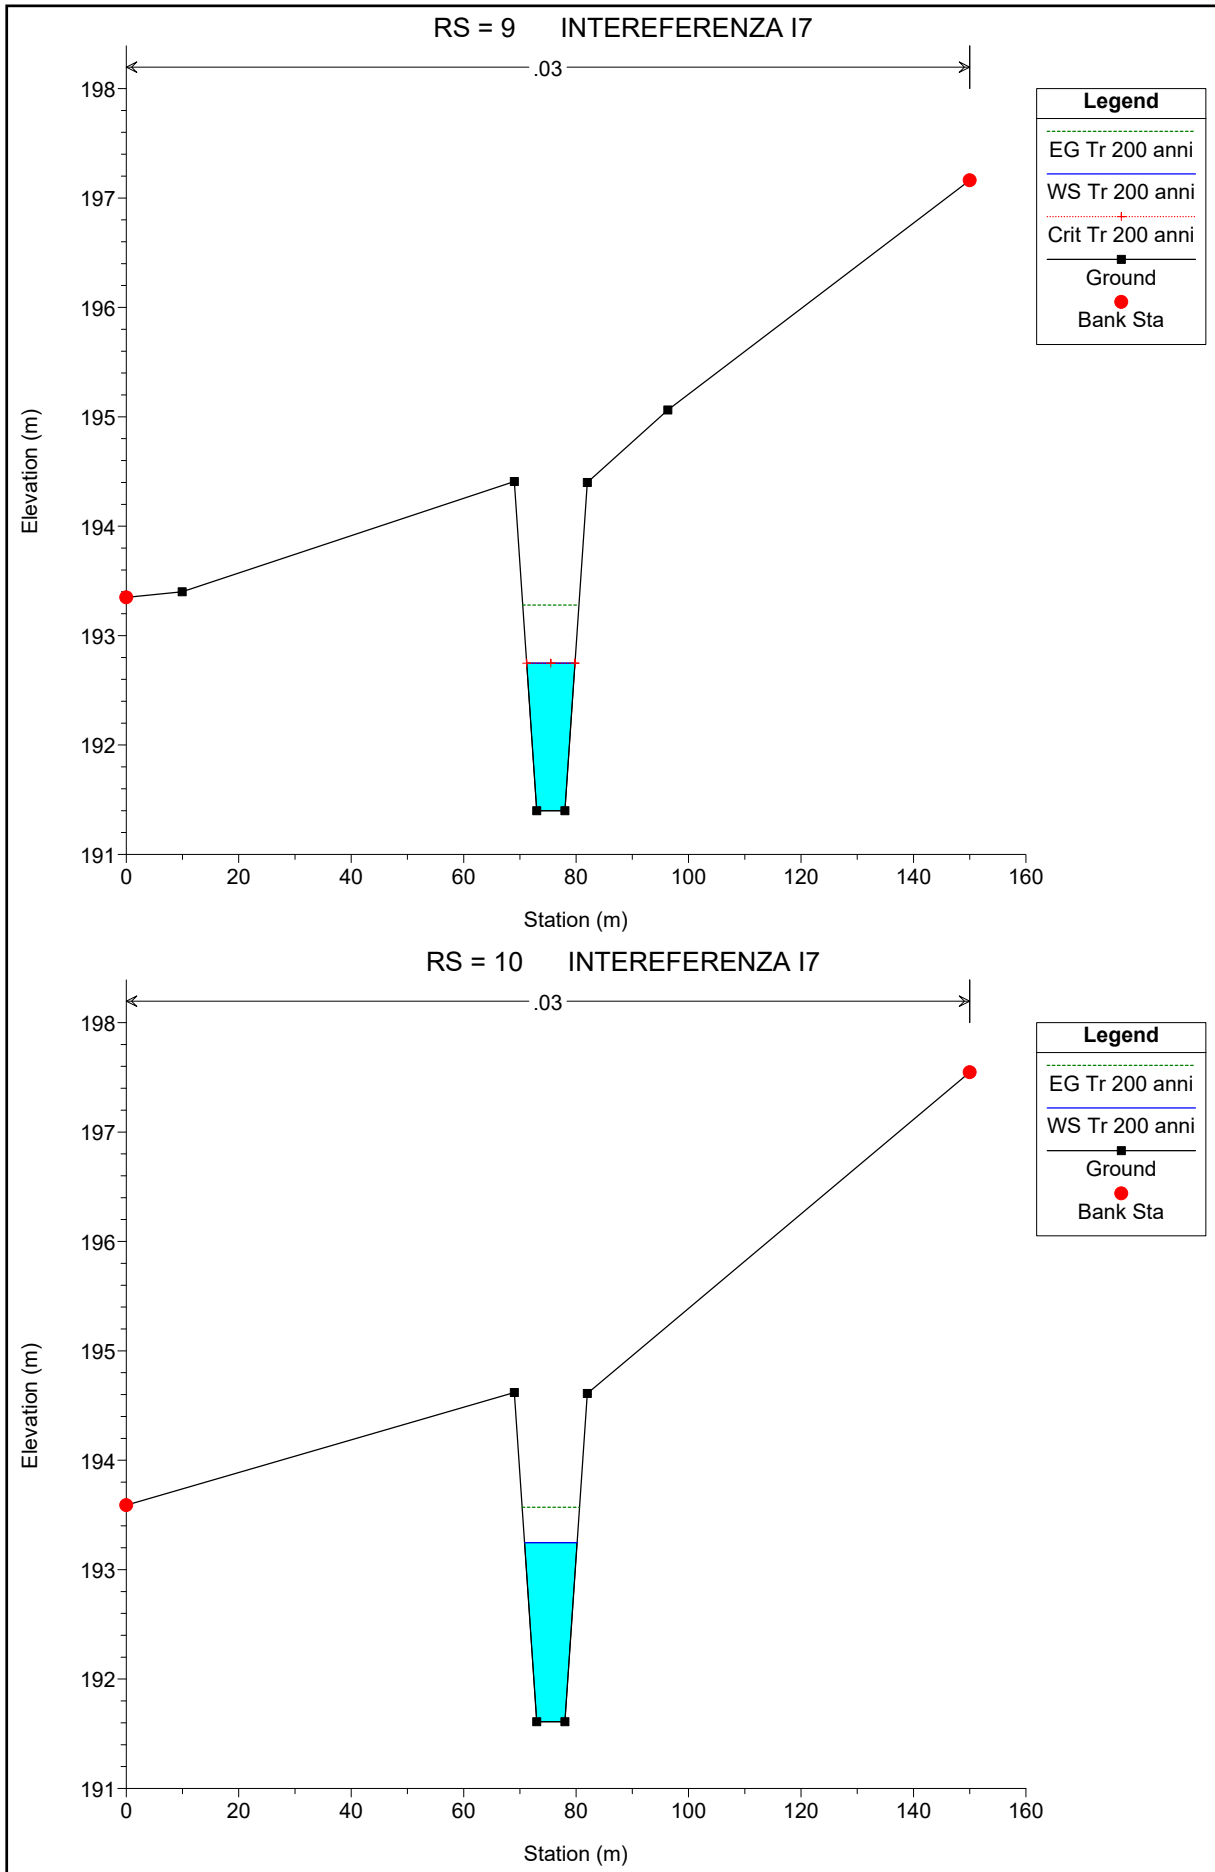 RS = 9 INTEREFERENZA I7
.03
198
197
196
195
194
193
192
191
Elevation (m)
0 20 40 60 80 100 120 140 160
Station (m)
Legend
EG Tr 200 anni
WS Tr 200 anni
Crit Tr 200 anni
Ground
Bank Sta
RS = 10 INTEREFERENZA I7
.03
198
197
196
195
194
193
192
191
Elevation (m)
0 20 40 60 80 100 120 140 160
Station (m)
Legend
EG Tr 200 anni
WS Tr 200 anni
Ground
Bank Sta